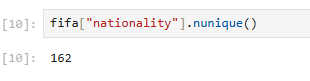 [10]: fifa["nationality"].nunique()
[10]: 162